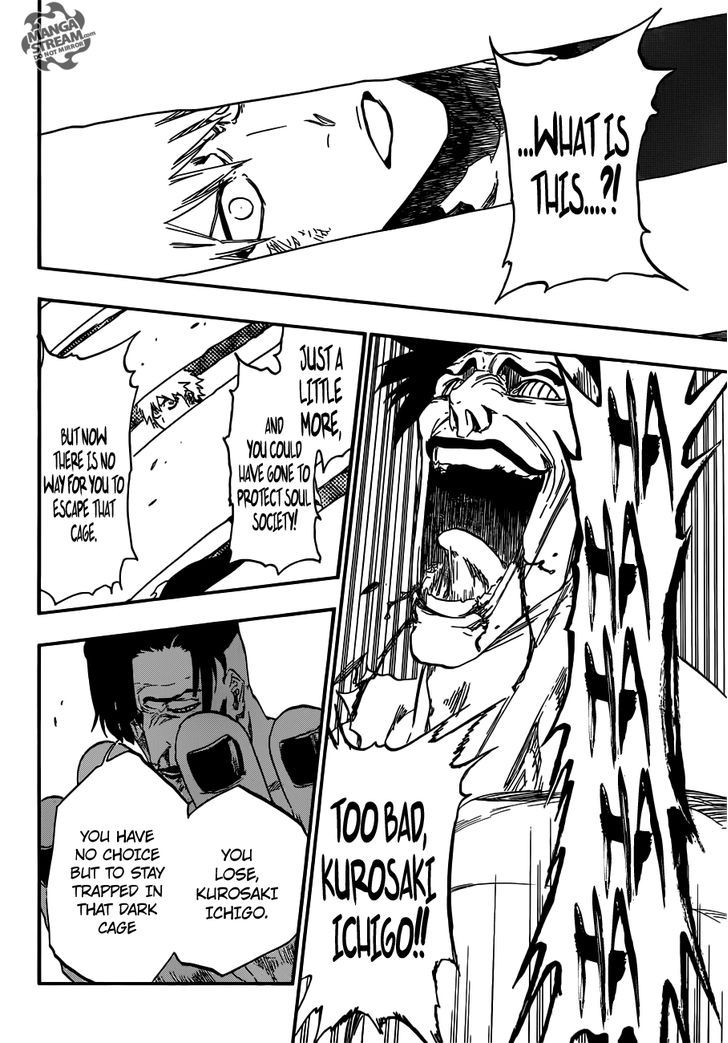 MANGA
STREAM.com
DO NOT MIRROR
...WHAT IS
THIS....?!
HA
HA
HA
HA
HA
HA
HA
JUST A
LITTLE
MORE,
AND
YOU COULD
HAVE GONE
TO
PROTECT SOUL
SOCIETY!
BUT NOW
THERE IS NO
WAY FOR YOU TO
ESCAPE THAT
CAGE.
TOO BAD,
KUROSAKI
ICHIGO!!
YOU
LOSE,
KUROSAKI
ICHIGO.
YOU HAVE
NO CHOICE
BUT TO STAY
TRAPPED IN
THAT DARK
CAGE